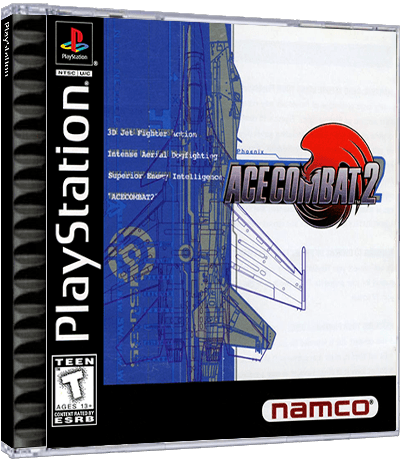 PlayStation
PlayStation
NTSC U/C
PlayStation
3D Jet Fighter action
Intense Aerial Dogfighting
Superior Enemy Intelligence
"ACECOMBAT2"
Phoenix
ACE COMBAT 2
TEEN
T
AGES 13+
CONTENT RATED BY
ESRB
namco